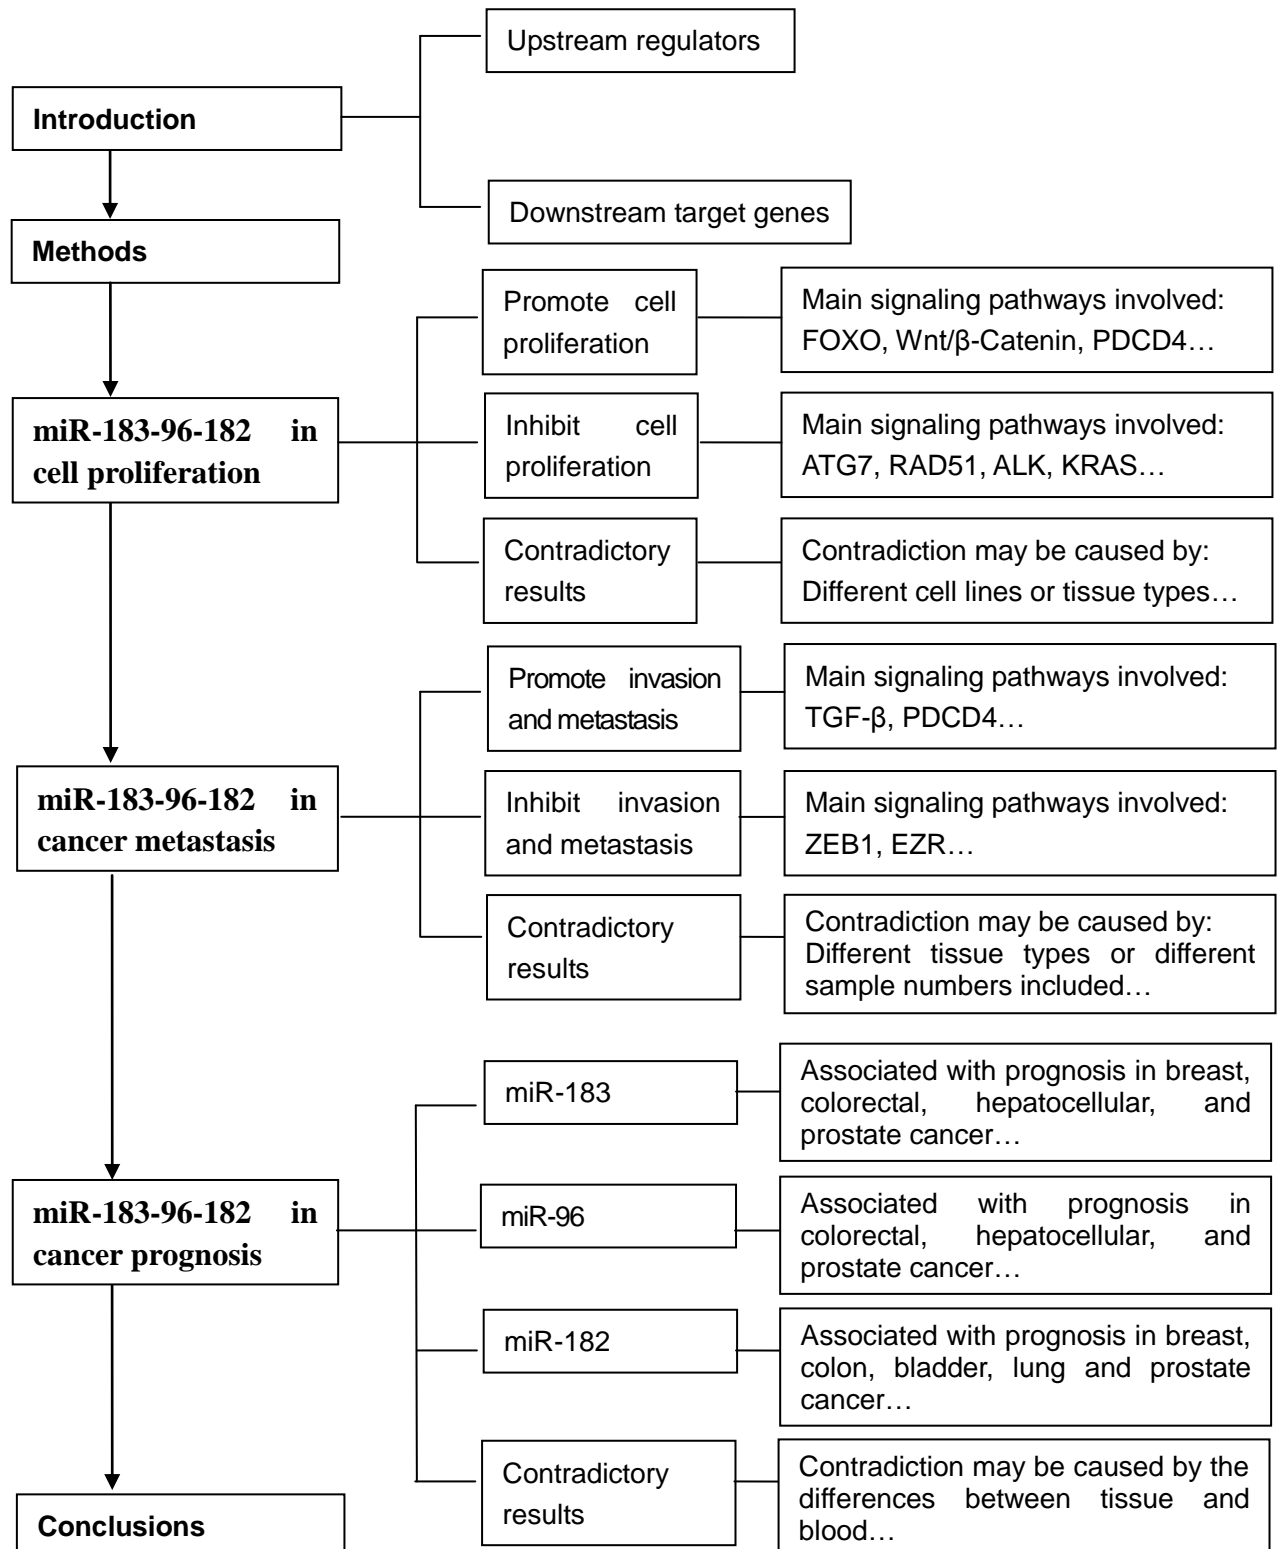 Upstream regulators
Introduction
Downstream target genes
Methods
Promote cell
proliferation
Main signaling pathways involved:
FOXO, Wnt/β-Catenin, PDCD4…
miR-183-96-182 in
cell proliferation
Inhibit cell
proliferation
Main signaling pathways involved:
ATG7, RAD51, ALK, KRAS…
Contradictory
results
Contradiction may be caused by:
Different cell lines or tissue types…
Promote invasion
and metastasis
Main signaling pathways involved:
TGF-β, PDCD4…
miR-183-96-182 in
cancer metastasis
Inhibit invasion
and metastasis
Main signaling pathways involved:
ZEB1, EZR…
Contradictory
results
Contradiction may be caused by:
Different tissue types or different
sample numbers included…
miR-183
Associated with prognosis in breast,
colorectal, hepatocellular, and
prostate cancer…
miR-183-96-182 in
cancer prognosis
miR-96
Associated with prognosis in
colorectal, hepatocellular, and
prostate cancer…
miR-182
Associated with prognosis in breast,
colon, bladder, lung and prostate
cancer…
Contradictory
results
Contradiction may be caused by the
differences between tissue and
blood…
Conclusions